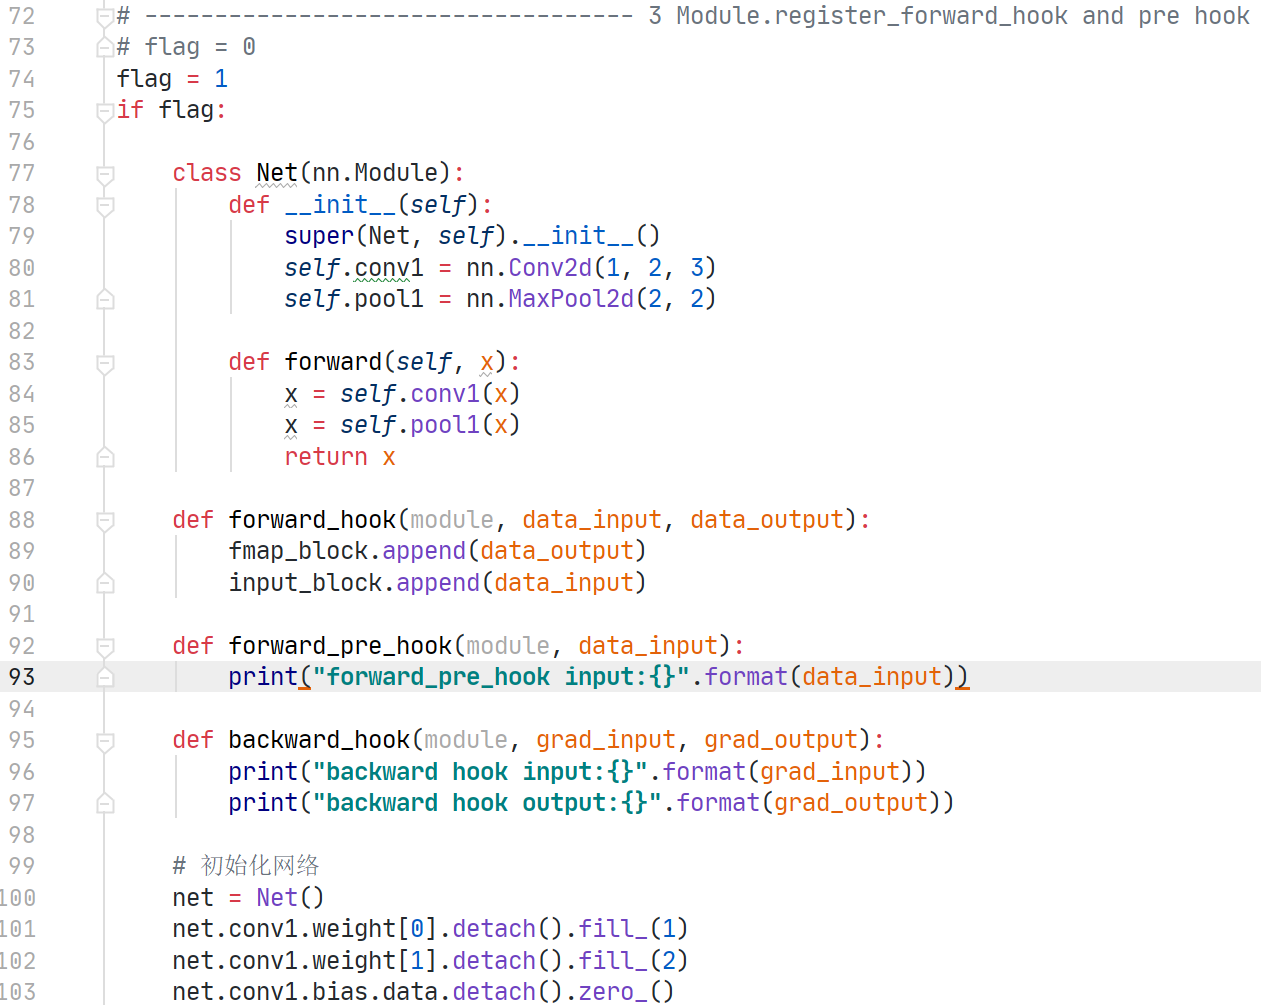 72 # ----------------------------------- 3 Module.register_forward_hook and pre hook
73 # flag = 0
74 flag = 1
75 if flag:
76
77     class Net(nn.Module):
78         def __init__(self):
79             super(Net, self).__init__()
80             self.conv1 = nn.Conv2d(1, 2, 3)
81             self.pool1 = nn.MaxPool2d(2, 2)
82
83         def forward(self, x):
84             x = self.conv1(x)
85             x = self.pool1(x)
86             return x
87
88     def forward_hook(module, data_input, data_output):
89         fmap_block.append(data_output)
90         input_block.append(data_input)
91
92     def forward_pre_hook(module, data_input):
93         print("forward_pre_hook input:{}".format(data_input))
94
95     def backward_hook(module, grad_input, grad_output):
96         print("backward hook input:{}".format(grad_input))
97         print("backward hook output:{}".format(grad_output))
98
99     # 初始化网络
100     net = Net()
101     net.conv1.weight[0].detach().fill_(1)
102     net.conv1.weight[1].detach().fill_(2)
103     net.conv1.bias.data.detach().zero_()